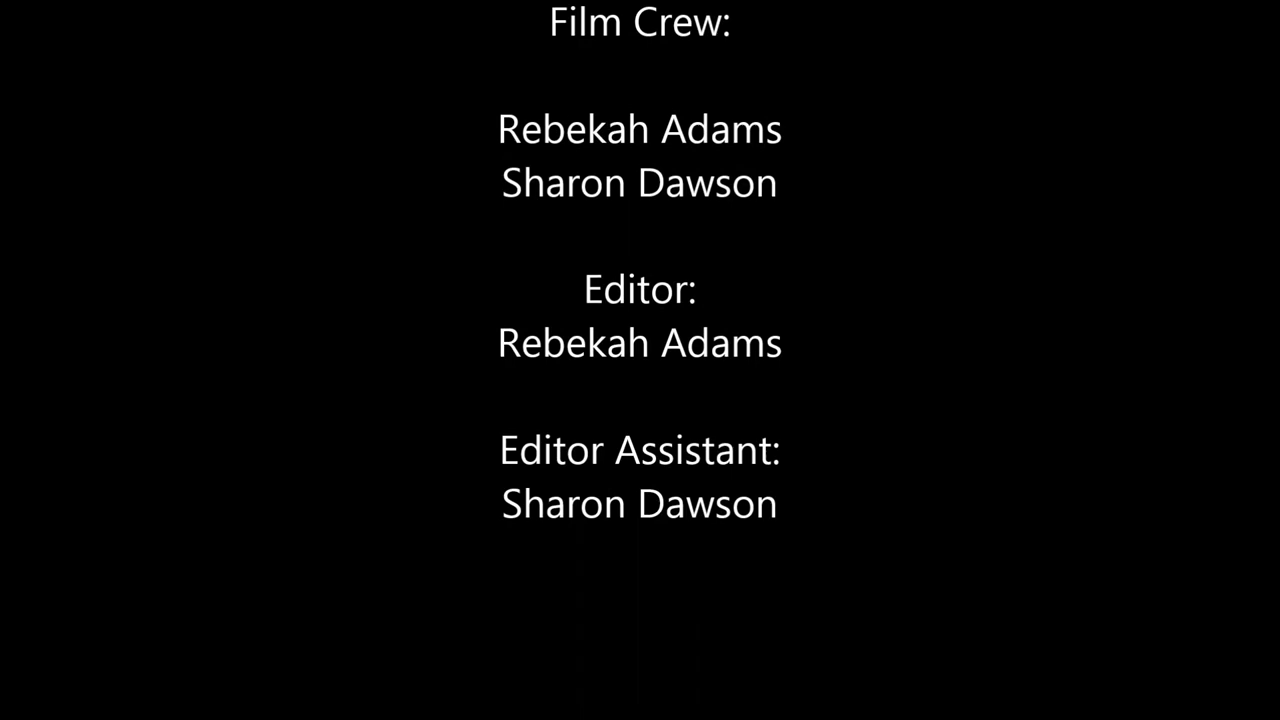 Film Crew:
Rebekah Adams
Sharon Dawson
Editor:
Rebekah Adams
Editor Assistant:
Sharon Dawson